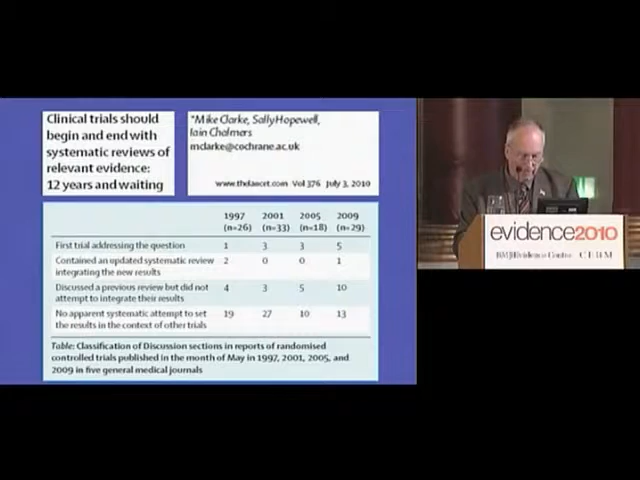 Clinical trials should
begin and end with
systematic reviews of
relevant evidence:
12 years and waiting
*Mike Clarke, Sally Hopewell,
Iain Chalmers
mclarke@cochrane.ac.uk
www.thelancet.com Vol 376 July 3, 2010
1997 2001 2005 2009
(n=26) (n=33) (n=18) (n=29)
First trial addressing the question 1 3 3 5
Contained an updated systematic review 2 0 0 1
integrating the new results
Discussed a previous review but did not 4 3 5 10
attempt to integrate their results
No apparent systematic attempt to set 19 27 10 13
the results in the context of other trials
Table: Classification of Discussion sections in reports of randomised
controlled trials published in the month of May in 1997, 2001, 2005, and
2009 in five general medical journals
evidence2010
BMJ Evidence Centre CEBM